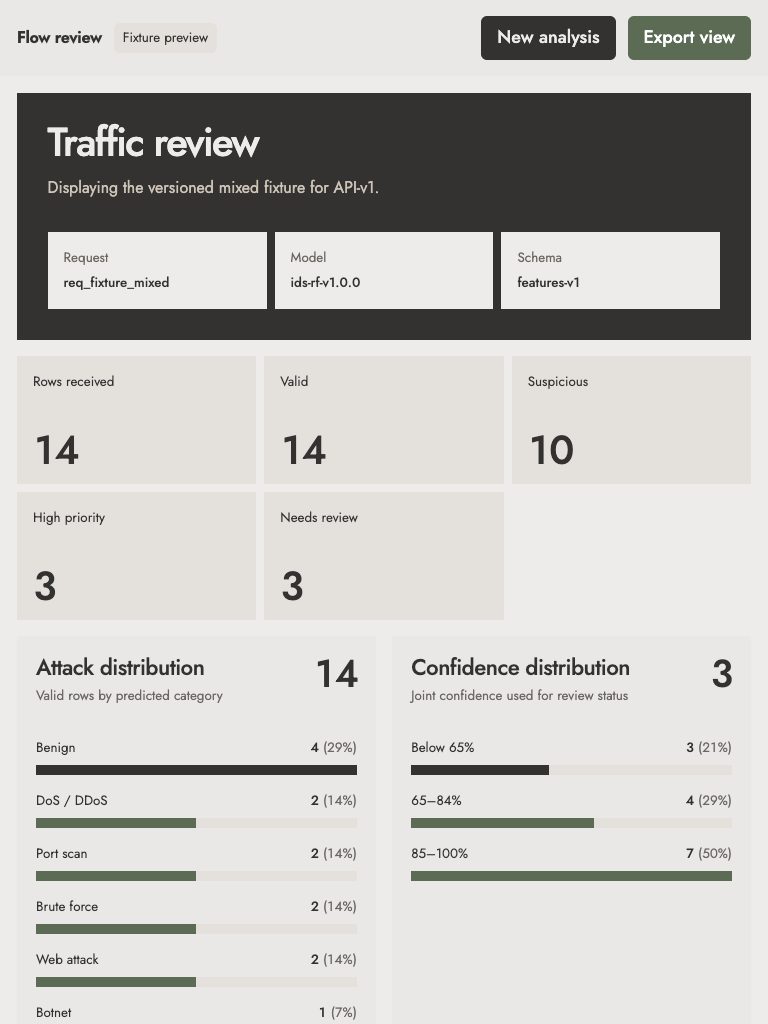 Flow review
Fixture preview
New analysis
Export view
Traffic review
Displaying the versioned mixed fixture for API-v1.
Request
req_fixture_mixed
Model
ids-rf-v1.0.0
Schema
features-v1
Rows received
14
Valid
14
Suspicious
10
High priority
3
Needs review
3
Attack distribution
14
Valid rows by predicted category
Benign 4 (29%)
DoS / DDoS 2 (14%)
Port scan 2 (14%)
Brute force 2 (14%)
Web attack 2 (14%)
Botnet 1 (7%)
Confidence distribution
3
Joint confidence used for review status
Below 65% 3 (21%)
65–84% 4 (29%)
85–100% 7 (50%)